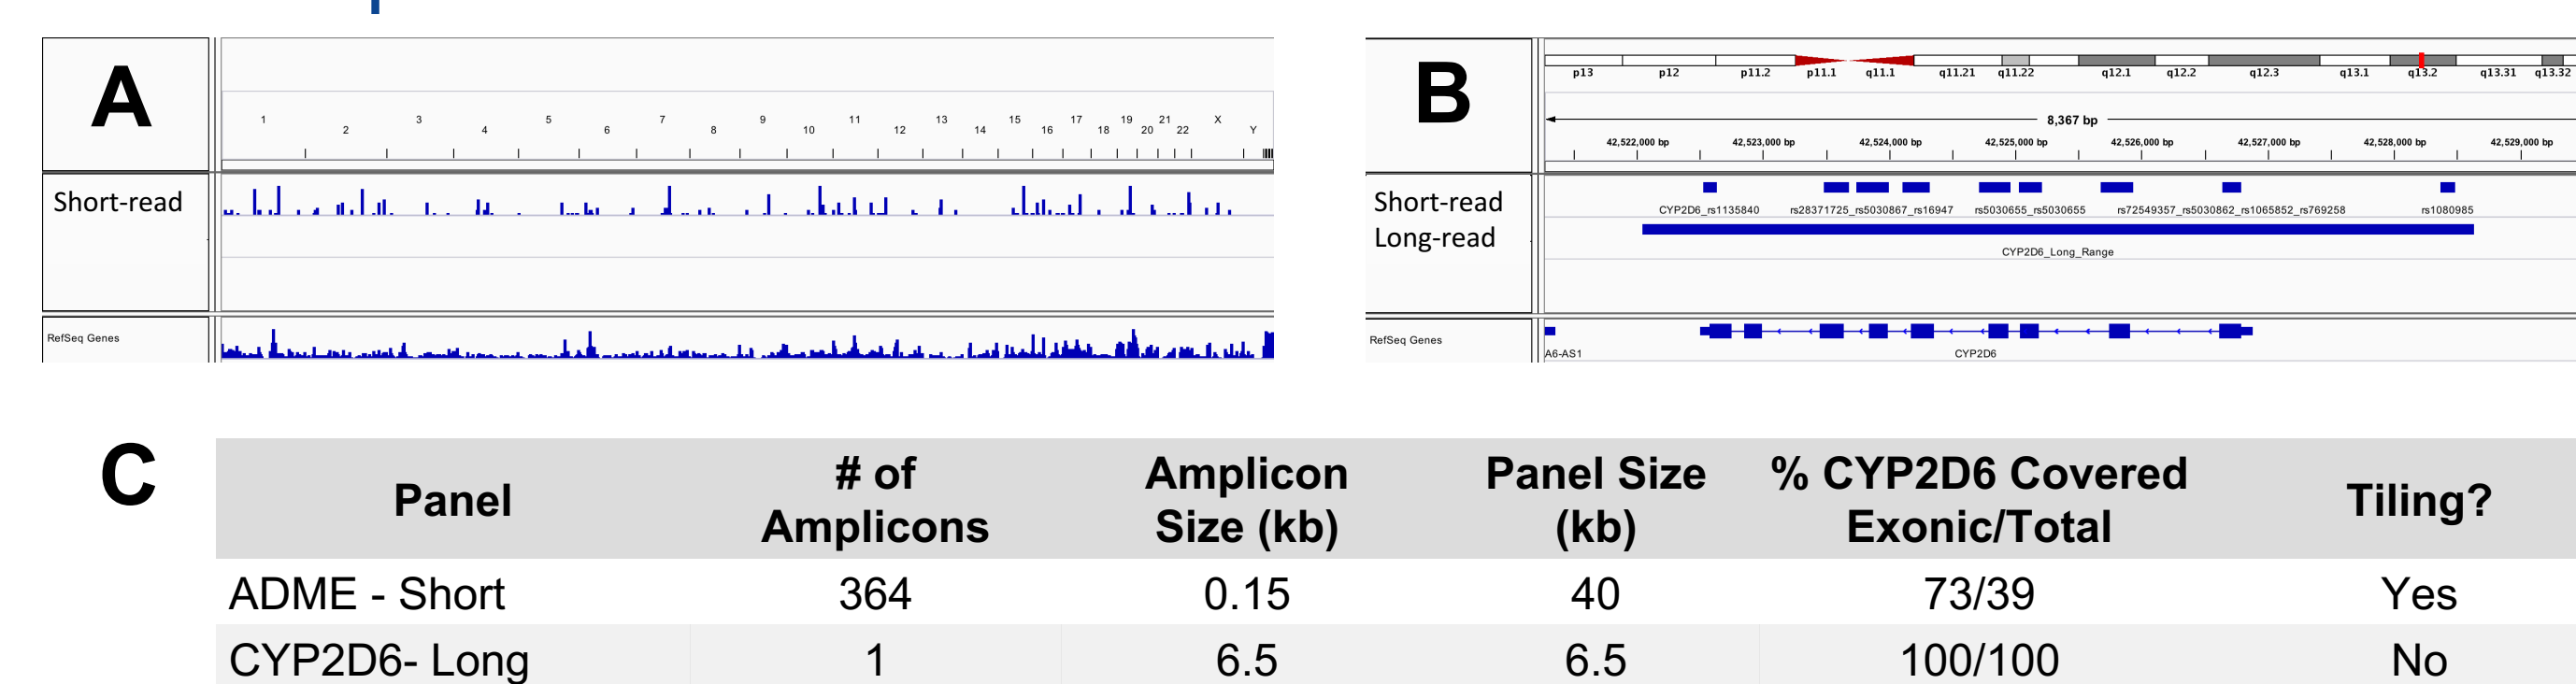 A
1 2 3 4 5 6 7 8 9 10 11 12 13 14 15 16 17 18 19 20 21 22 X Y
Short-read
RefSeq Genes
B
p13 p12 p11.2 p11.1 q11.1 q11.21 q11.22 q12.1 q12.2 q12.3 q13.1 q13.2 q13.31 q13.32
8,367 bp
42,522,000 bp 42,523,000 bp 42,524,000 bp 42,525,000 bp 42,526,000 bp 42,527,000 bp 42,528,000 bp 42,529,000 bp
Short-read
CYP2D6_rs1135840 rs28371725_rs5030867_rs16947 rs5030655_rs5030655 rs72549357_rs5030862_rs1065852_rs769258 rs1080985
Long-read
CYP2D6_Long_Range
RefSeq Genes
A6-AS1 CYP2D6
C
Panel # of Amplicons Amplicon Size (kb) Panel Size (kb) % CYP2D6 Covered Exonic/Total Tiling?
ADME - Short 364 0.15 40 73/39 Yes
CYP2D6- Long 1 6.5 6.5 100/100 No